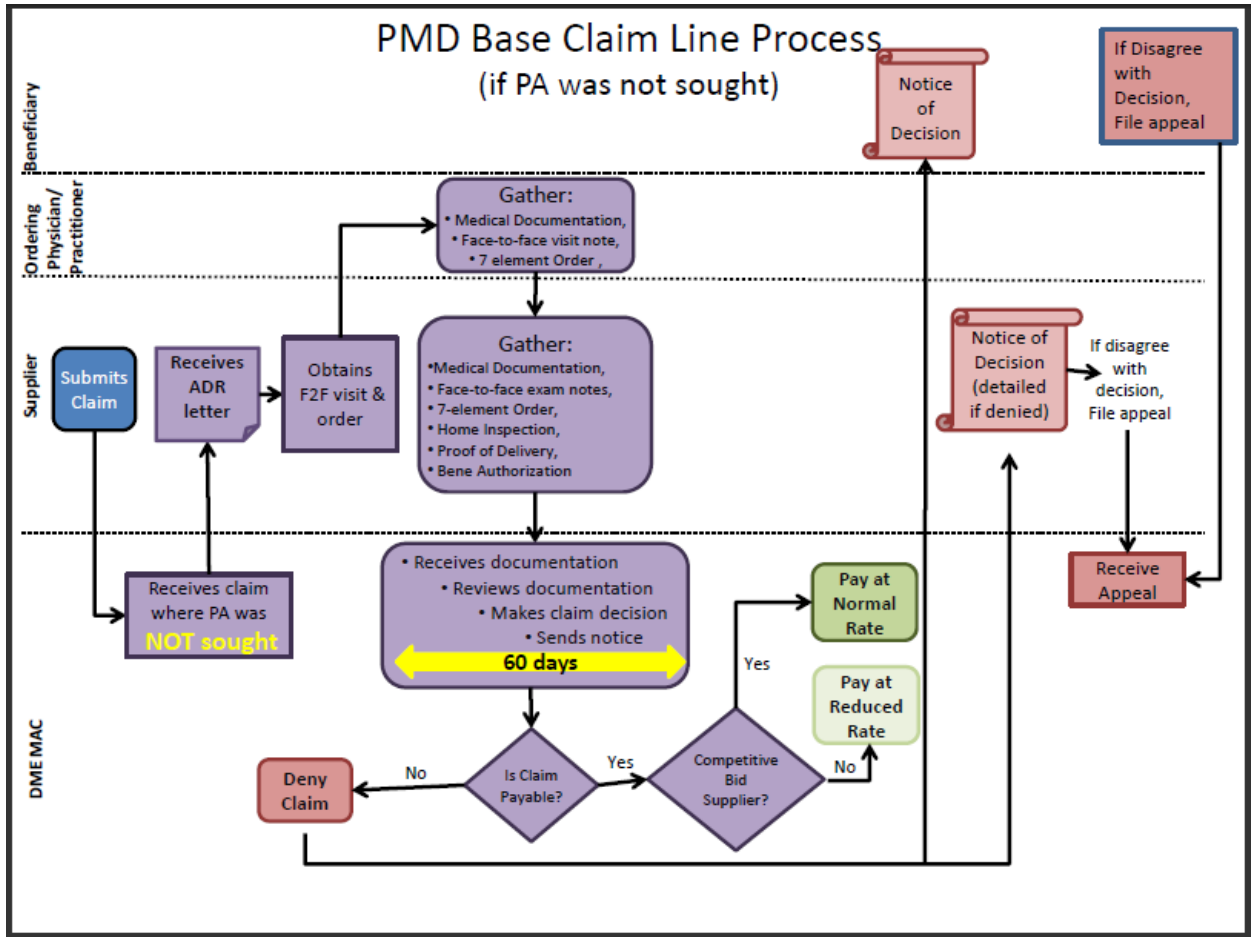 PMD Base Claim Line Process
(if PA was not sought)
Beneficiary
Notice
of
Decision
If Disagree
with
Decision,
File appeal
Ordering
Physician/
Practitioner
Gather:
• Medical Documentation,
• Face-to-face visit note,
• 7 element Order ,
Supplier
Submits
Claim
Receives
ADR
letter
Obtains
F2F visit &
order
Gather:
•Medical Documentation,
• Face-to-face exam notes,
• 7-element Order,
• Home Inspection,
• Proof of Delivery,
• Bene Authorization
Notice of
Decision
(detailed
if denied)
If disagree
with
decision,
File appeal
DME MAC
Receives claim
where PA was
NOT sought
• Receives documentation
• Reviews documentation
• Makes claim decision
• Sends notice
60 days
Pay at
Normal
Rate
Receive
Appeal
Yes
Pay at
Reduced
Rate
Deny
Claim
No
Is Claim
Payable?
Yes
Competitive
Bid
Supplier?
No